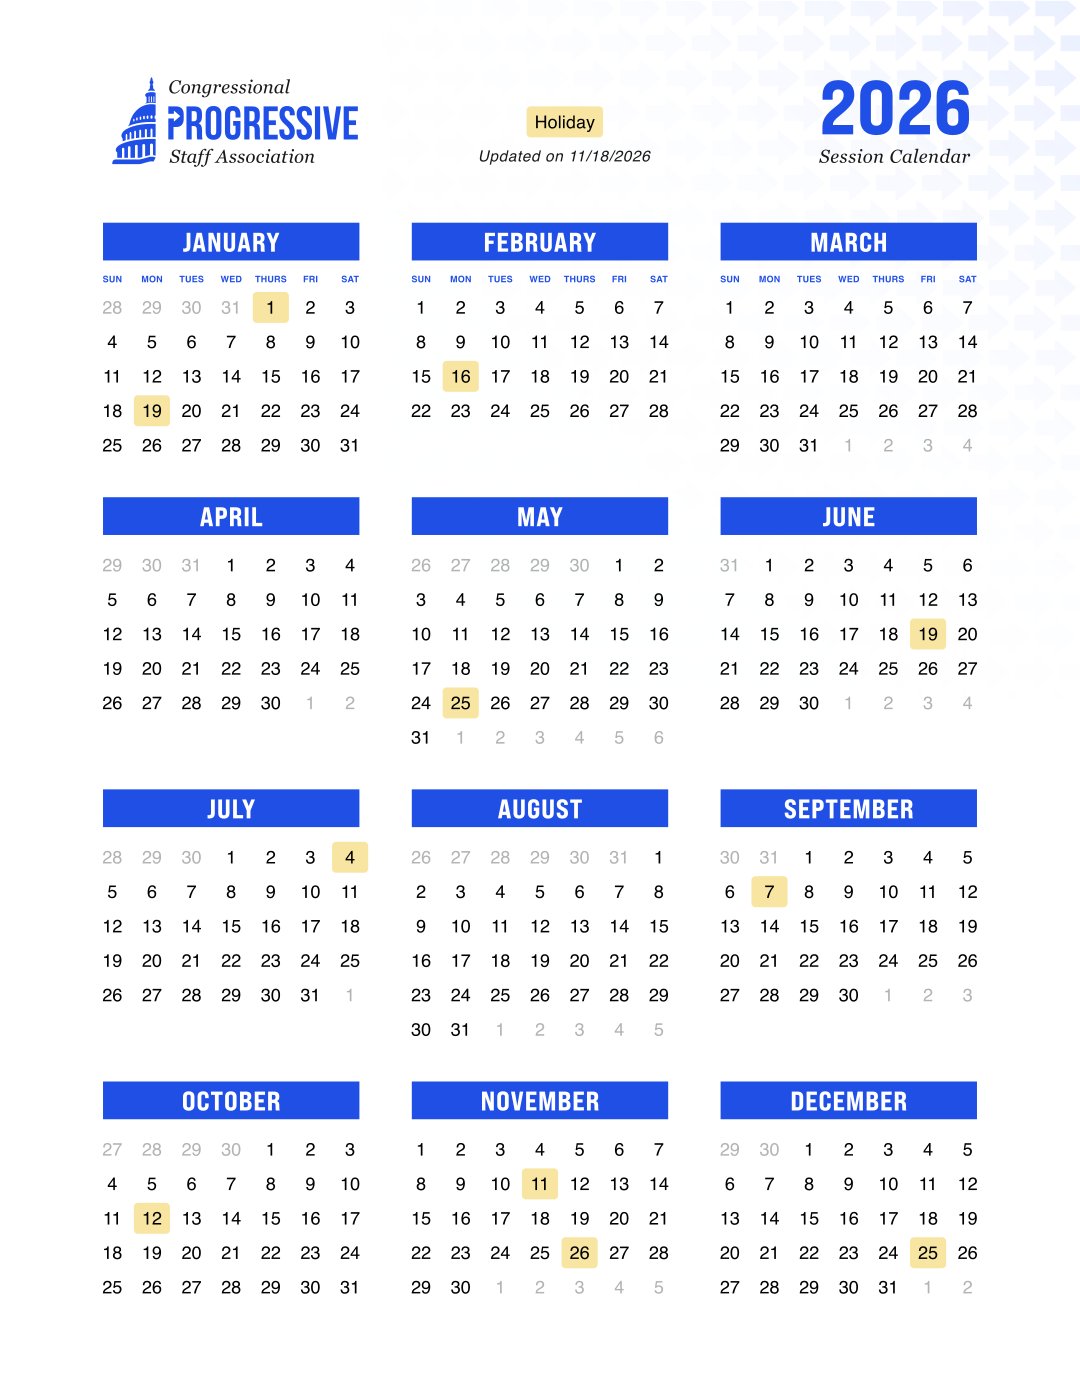 Congressional
PROGRESSIVE
Staff Association
Holiday
Updated on 11/18/2026
2026
Session Calendar
JANUARY
SUN MON TUES WED THURS FRI SAT
28 29 30 31 1 2 3
4 5 6 7 8 9 10
11 12 13 14 15 16 17
18 19 20 21 22 23 24
25 26 27 28 29 30 31
FEBRUARY
SUN MON TUES WED THURS FRI SAT
1 2 3 4 5 6 7
8 9 10 11 12 13 14
15 16 17 18 19 20 21
22 23 24 25 26 27 28
MARCH
SUN MON TUES WED THURS FRI SAT
1 2 3 4 5 6 7
8 9 10 11 12 13 14
15 16 17 18 19 20 21
22 23 24 25 26 27 28
29 30 31 1 2 3 4
APRIL
29 30 31 1 2 3 4
5 6 7 8 9 10 11
12 13 14 15 16 17 18
19 20 21 22 23 24 25
26 27 28 29 30 1 2
MAY
26 27 28 29 30 1 2
3 4 5 6 7 8 9
10 11 12 13 14 15 16
17 18 19 20 21 22 23
24 25 26 27 28 29 30
31 1 2 3 4 5 6
JUNE
31 1 2 3 4 5 6
7 8 9 10 11 12 13
14 15 16 17 18 19 20
21 22 23 24 25 26 27
28 29 30 1 2 3 4
JULY
28 29 30 1 2 3 4
5 6 7 8 9 10 11
12 13 14 15 16 17 18
19 20 21 22 23 24 25
26 27 28 29 30 31 1
AUGUST
26 27 28 29 30 31 1
2 3 4 5 6 7 8
9 10 11 12 13 14 15
16 17 18 19 20 21 22
23 24 25 26 27 28 29
30 31 1 2 3 4 5
SEPTEMBER
30 31 1 2 3 4 5
6 7 8 9 10 11 12
13 14 15 16 17 18 19
20 21 22 23 24 25 26
27 28 29 30 1 2 3
OCTOBER
27 28 29 30 1 2 3
4 5 6 7 8 9 10
11 12 13 14 15 16 17
18 19 20 21 22 23 24
25 26 27 28 29 30 31
NOVEMBER
1 2 3 4 5 6 7
8 9 10 11 12 13 14
15 16 17 18 19 20 21
22 23 24 25 26 27 28
29 30 1 2 3 4 5
DECEMBER
29 30 1 2 3 4 5
6 7 8 9 10 11 12
13 14 15 16 17 18 19
20 21 22 23 24 25 26
27 28 29 30 31 1 2